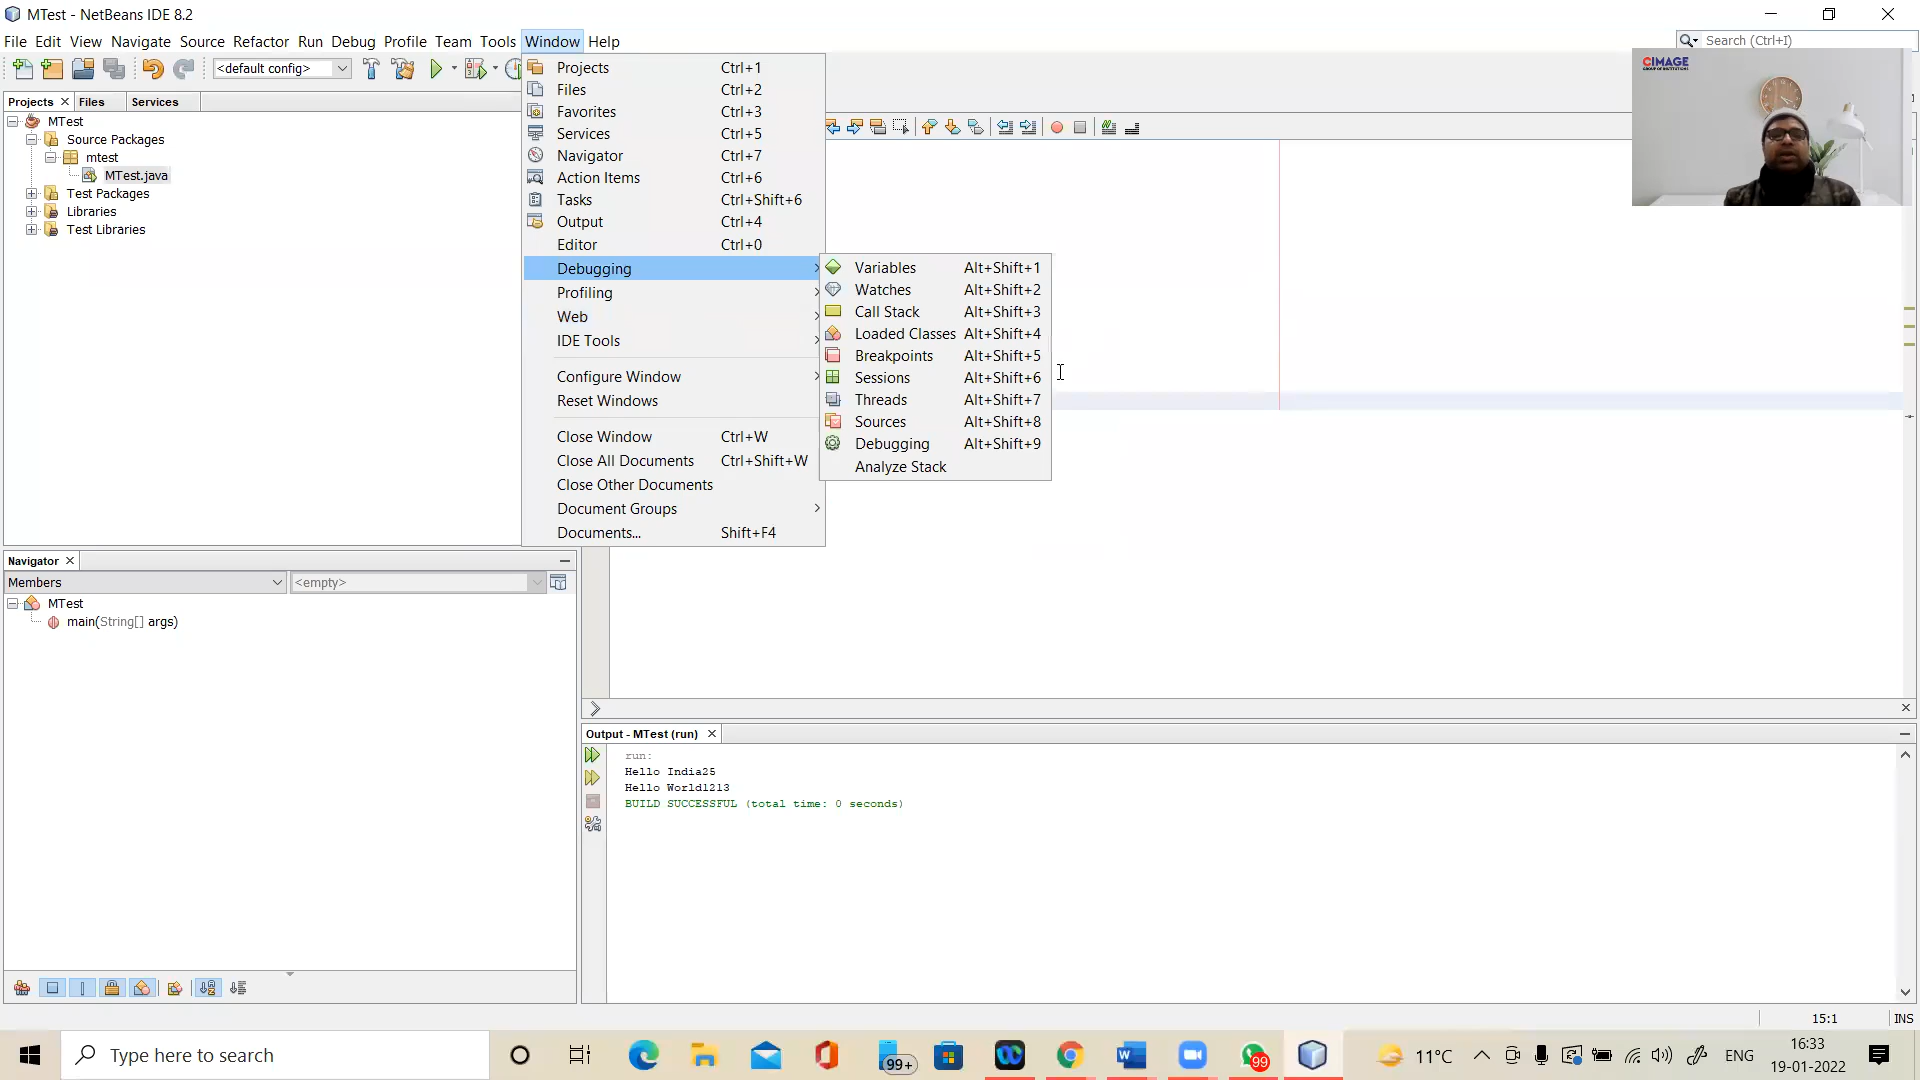 MTest - NetBeans IDE 8.2
File Edit View Navigate Source Refactor Run Debug Profile Team Tools Window Help
Search (Ctrl+I)
<default config>
CIMAGE
GROUP OF INSTITUTIONS
Projects Files Services
MTest
Source Packages
mtest
MTest.java
Test Packages
Libraries
Test Libraries
Projects Ctrl+1
Files Ctrl+2
Favorites Ctrl+3
Services Ctrl+5
Navigator Ctrl+7
Action Items Ctrl+6
Tasks Ctrl+Shift+6
Output Ctrl+4
Editor Ctrl+0
Debugging
Profiling
Web
IDE Tools
Configure Window
Reset Windows
Close Window Ctrl+W
Close All Documents Ctrl+Shift+W
Close Other Documents
Document Groups
Documents... Shift+F4
Variables Alt+Shift+1
Watches Alt+Shift+2
Call Stack Alt+Shift+3
Loaded Classes Alt+Shift+4
Breakpoints Alt+Shift+5
Sessions Alt+Shift+6
Threads Alt+Shift+7
Sources Alt+Shift+8
Debugging Alt+Shift+9
Analyze Stack
Navigator
Members <empty>
MTest
main(String[] args)
Output - MTest (run)
run:
Hello India25
Hello World1213
BUILD SUCCESSFUL (total time: 0 seconds)
15:1 INS
Type here to search
99+
99
11°C
ENG
16:33
19-01-2022